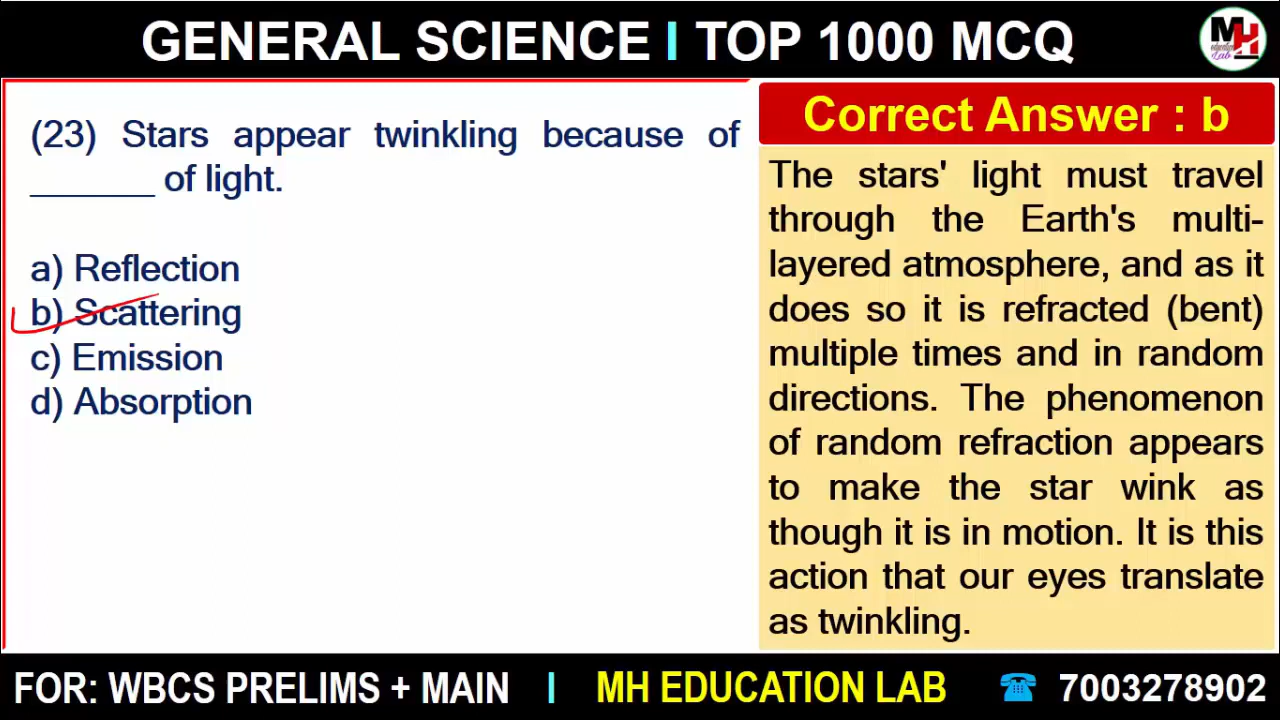 GENERAL SCIENCE I TOP 1000 MCQ
MH
education
Lab
(23) Stars appear twinkling because of
______ of light.
a) Reflection
b) Scattering
c) Emission
d) Absorption
Correct Answer : b
The stars' light must travel
through the Earth's multi-
layered atmosphere, and as it
does so it is refracted (bent)
multiple times and in random
directions. The phenomenon
of random refraction appears
to make the star wink as
though it is in motion. It is this
action that our eyes translate
as twinkling.
FOR: WBCS PRELIMS + MAIN I MH EDUCATION LAB ☎ 7003278902